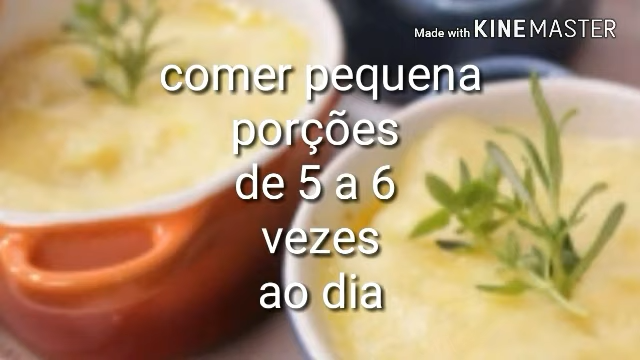 Made with KINEMASTER
comer pequena
porções
de 5 a 6
vezes
ao dia